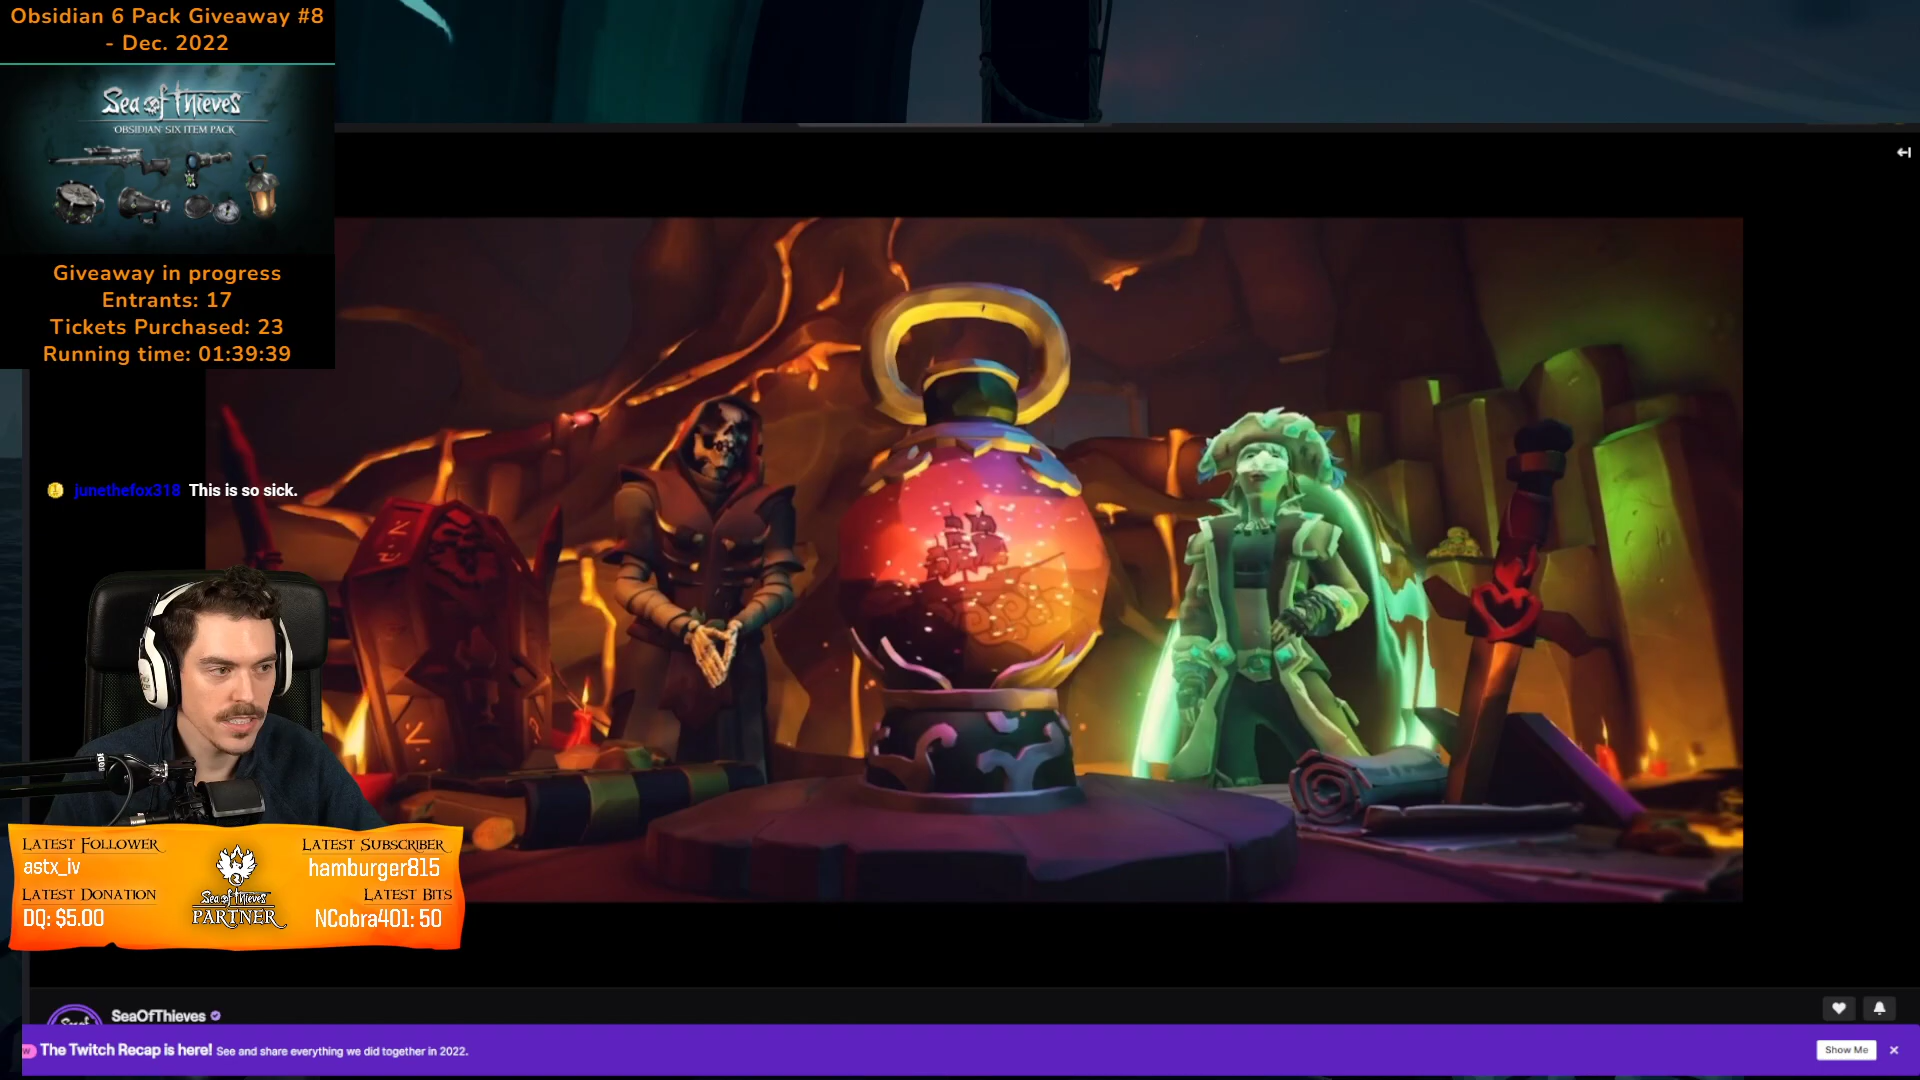 Obsidian 6 Pack Giveaway #8
- Dec. 2022
Sea of Thieves
OBSIDIAN SIX ITEM PACK
Giveaway in progress
Entrants: 17
Tickets Purchased: 23
Running time: 01:39:39
junethefox318 This is so sick.
LATEST FOLLOWER
astx_iv
LATEST DONATION
DQ: $5.00
Sea of Thieves
PARTNER
LATEST SUBSCRIBER
hamburger815
LATEST BITS
NCobra401: 50
SeaOfThieves
The Twitch Recap is here! See and share everything we did together in 2022.
Show Me